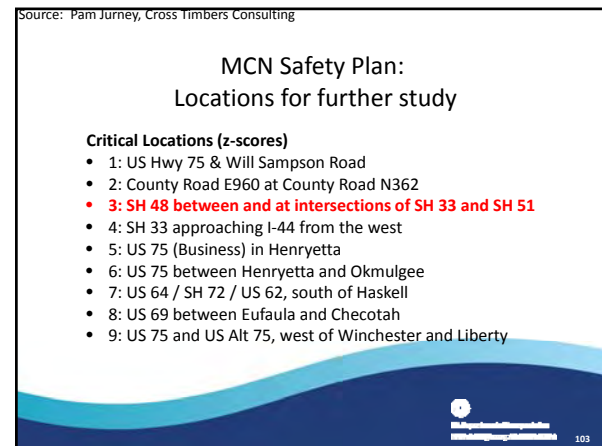 Source: Pam Jurney, Cross Timbers Consulting
MCN Safety Plan:
Locations for further study
Critical Locations (z-scores)
• 1: US Hwy 75 & Will Sampson Road
• 2: County Road E960 at County Road N362
• 3: SH 48 between and at intersections of SH 33 and SH 51
• 4: SH 33 approaching I-44 from the west
• 5: US 75 (Business) in Henryetta
• 6: US 75 between Henryetta and Okmulgee
• 7: US 64 / SH 72 / US 62, south of Haskell
• 8: US 69 between Eufaula and Checotah
• 9: US 75 and US Alt 75, west of Winchester and Liberty
103